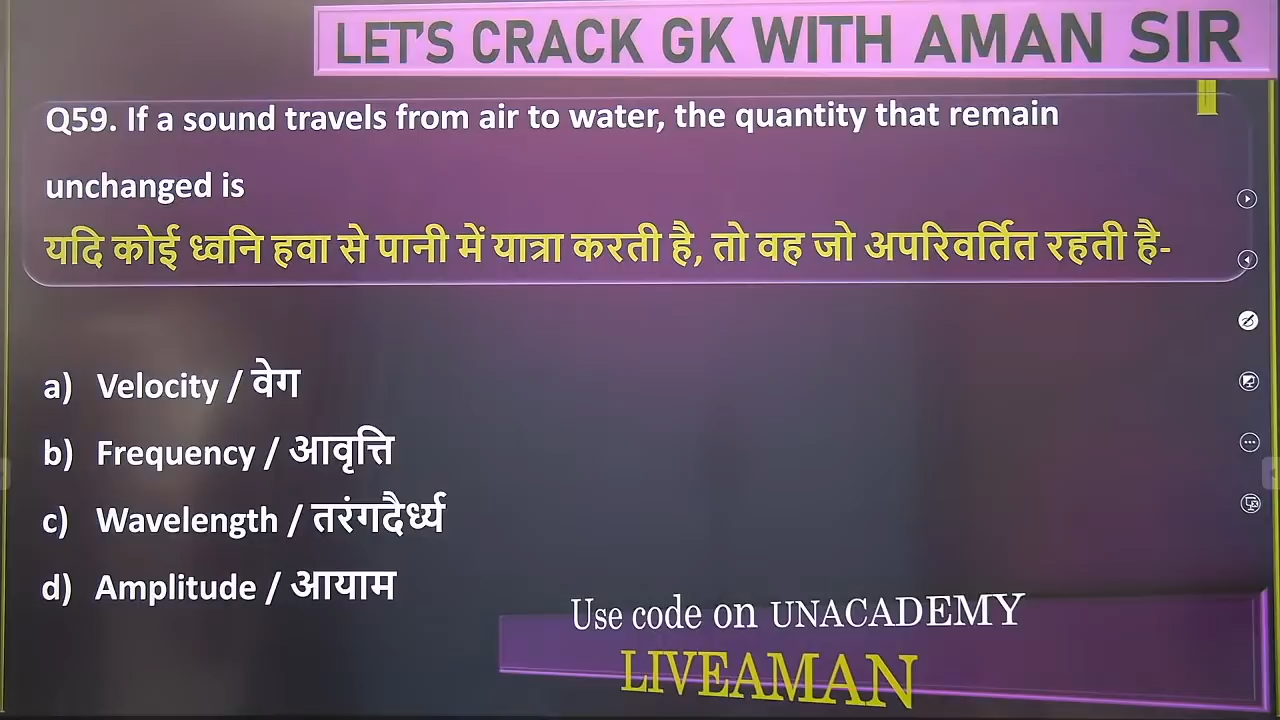 LET'S CRACK GK WITH AMAN SIR
Q59. If a sound travels from air to water, the quantity that remain
unchanged is
यदि कोई ध्वनि हवा से पानी में यात्रा करती है, तो वह जो अपरिवर्तित रहती है-
a) Velocity / वेग
b) Frequency / आवृत्ति
c) Wavelength / तरंगदैर्ध्य
d) Amplitude / आयाम
Use code on UNACADEMY
LIVEAMAN